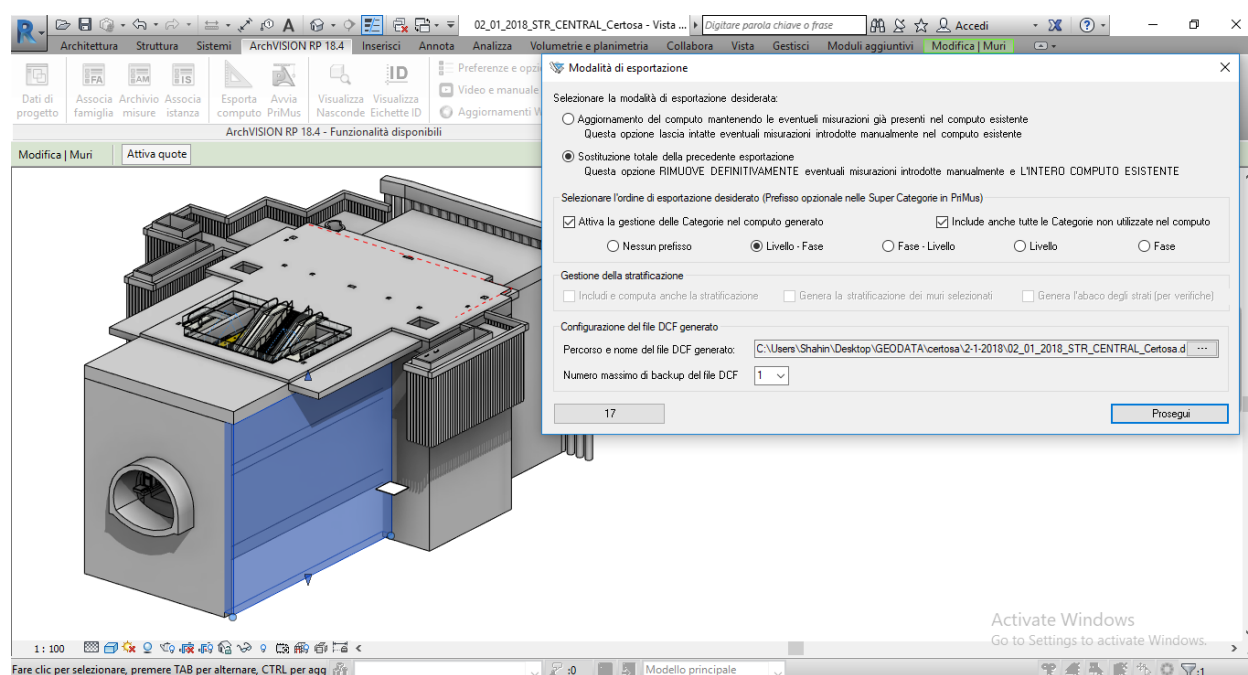 02_01_2018_STR_CENTRAL_Certosa - Vista ... Digitare parola chiave o frase Accedi
Architettura Struttura Sistemi ArchVISION RP 18.4 Inserisci Annota Analizza Volumetrie e planimetria Collabora Vista Gestisci Moduli aggiuntivi Modifica | Muri
FA AM IS ID
Dati di progetto
Associa famiglia
Archivio misure
Associa istanza
Esporta computo
Avvia PriMus
Visualizza Nasconde
Visualizza Eichette ID
Preferenze e opzi
Video e manuale
Aggiornamenti W
ArchVISION RP 18.4 - Funzionalità disponibili
Modifica | Muri Attiva quote
Modalità di esportazione
Selezionare la modalità di esportazione desiderata:
Aggiornamento del computo mantenendo le eventueli misurazioni già presenti nel computo esistente
Questa opzione lascia intatte eventuali misurazioni introdotte manualmente nel computo esistente
Sostituzione totale della precedente esportazione
Questa opzione RIMUOVE DEFINITIVAMENTE eventuali misurazioni introdotte manualmente e L'INTERO COMPUTO ESISTENTE
Selezionare l'ordine di esportazione desiderato (Prefisso opzionale nelle Super Categorie in PriMus)
Attiva la gestione delle Categorie nel computo generato Include anche tutte le Categorie non utilizzate nel computo
Nessun prefisso Livello - Fase Fase - Livello Livello Fase
Gestione della stratificazione
Includi e computa anche la stratificazione Genera la stratificazione dei muri selezionati Genera l'abaco degli strati (per verifiche)
Configurazione del file DCF generato
Percorso e nome del file DCF generato: C:\Users\Shahin\Desktop\GEODATA\certosa\2-1-2018\02_01_2018_STR_CENTRAL_Certosa.d ...
Numero massimo di backup del file DCF 1
17 Prosegui
Activate Windows
Go to Settings to activate Windows.
1 : 100
Fare clic per selezionare, premere TAB per alternare, CTRL per agg :0 Modello principale :1